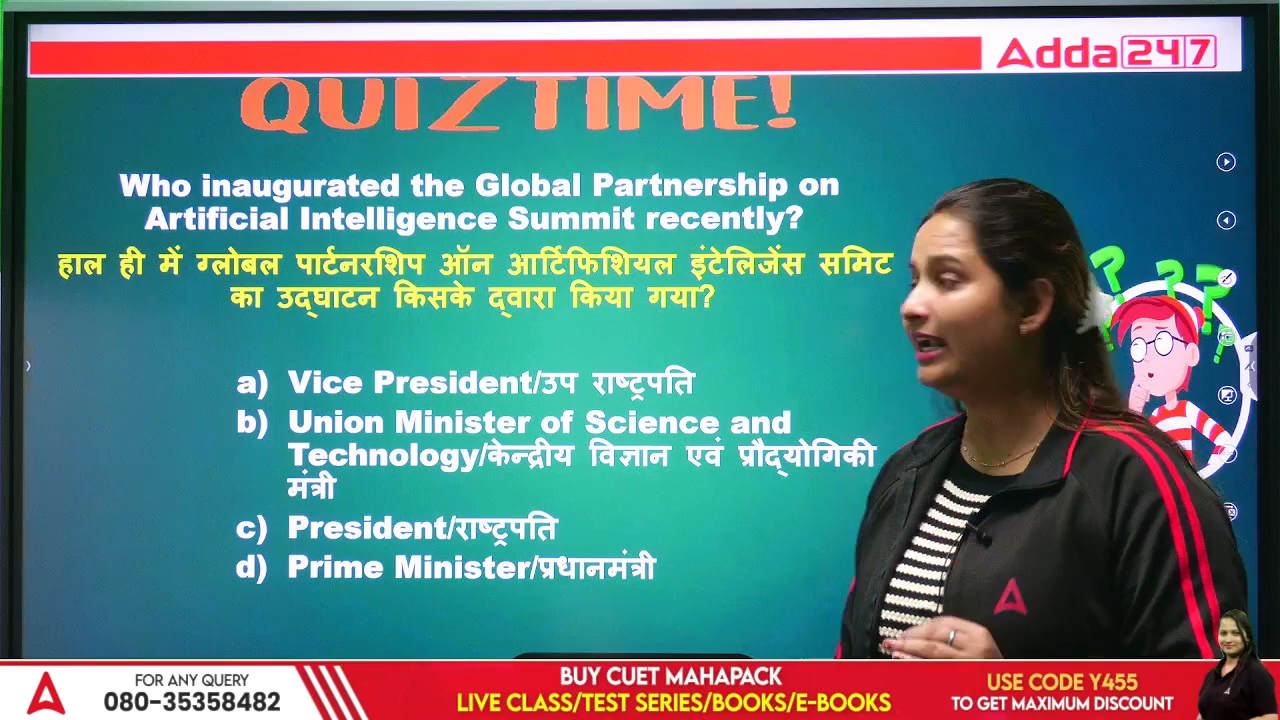 Adda247
QUIZTIME!
Who inaugurated the Global Partnership on
Artificial Intelligence Summit recently?
हाल ही में ग्लोबल पार्टनरशिप ऑन आर्टिफिशियल इंटेलिजेंस समिट
का उद्घाटन किसके द्वारा किया गया?
a) Vice President/उप राष्ट्रपति
b) Union Minister of Science and
Technology/केन्द्रीय विज्ञान एवं प्रौद्योगिकी
मंत्री
c) President/राष्ट्रपति
d) Prime Minister/प्रधानमंत्री
FOR ANY QUERY
080-35358482
BUY CUET MAHAPACK
LIVE CLASS/TEST SERIES/BOOKS/E-BOOKS
USE CODE Y455
TO GET MAXIMUM DISCOUNT